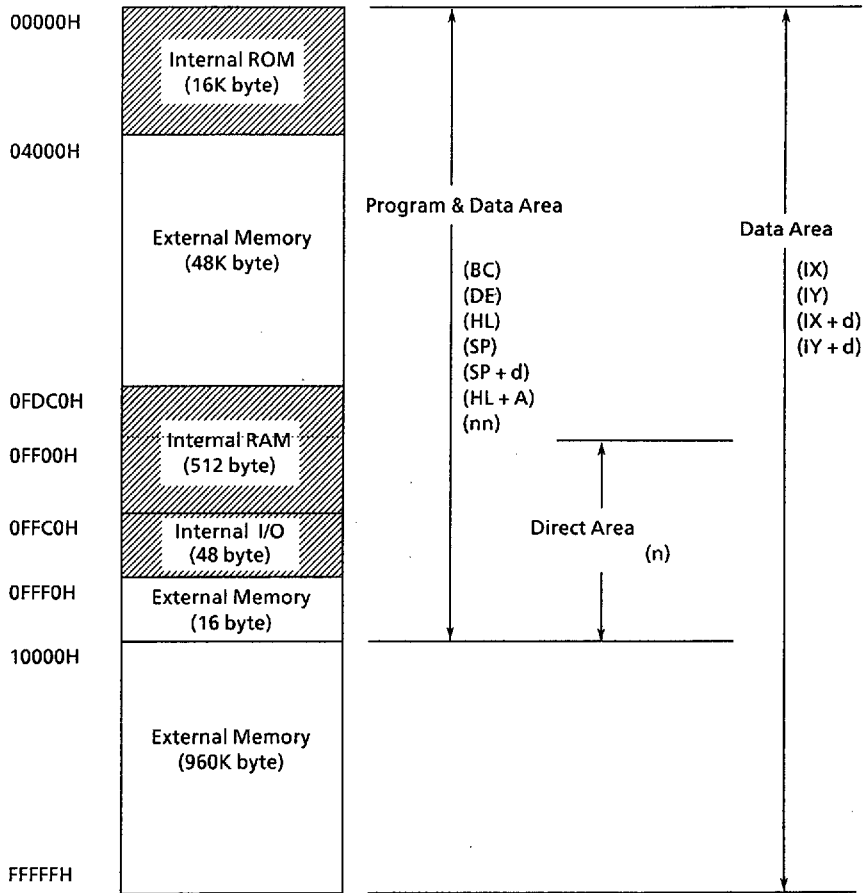 00000H
Internal ROM
(16K byte)
04000H
External Memory
(48K byte)
0FDC0H
Internal RAM
(512 byte)
0FF00H
0FFC0H
Internal I/O
(48 byte)
0FFF0H
External Memory
(16 byte)
10000H
External Memory
(960K byte)
FFFFFH
Program & Data Area
(BC)
(DE)
(HL)
(SP)
(SP + d)
(HL + A)
(nn)
Direct Area
(n)
Data Area
(IX)
(IY)
(IX + d)
(IY + d)